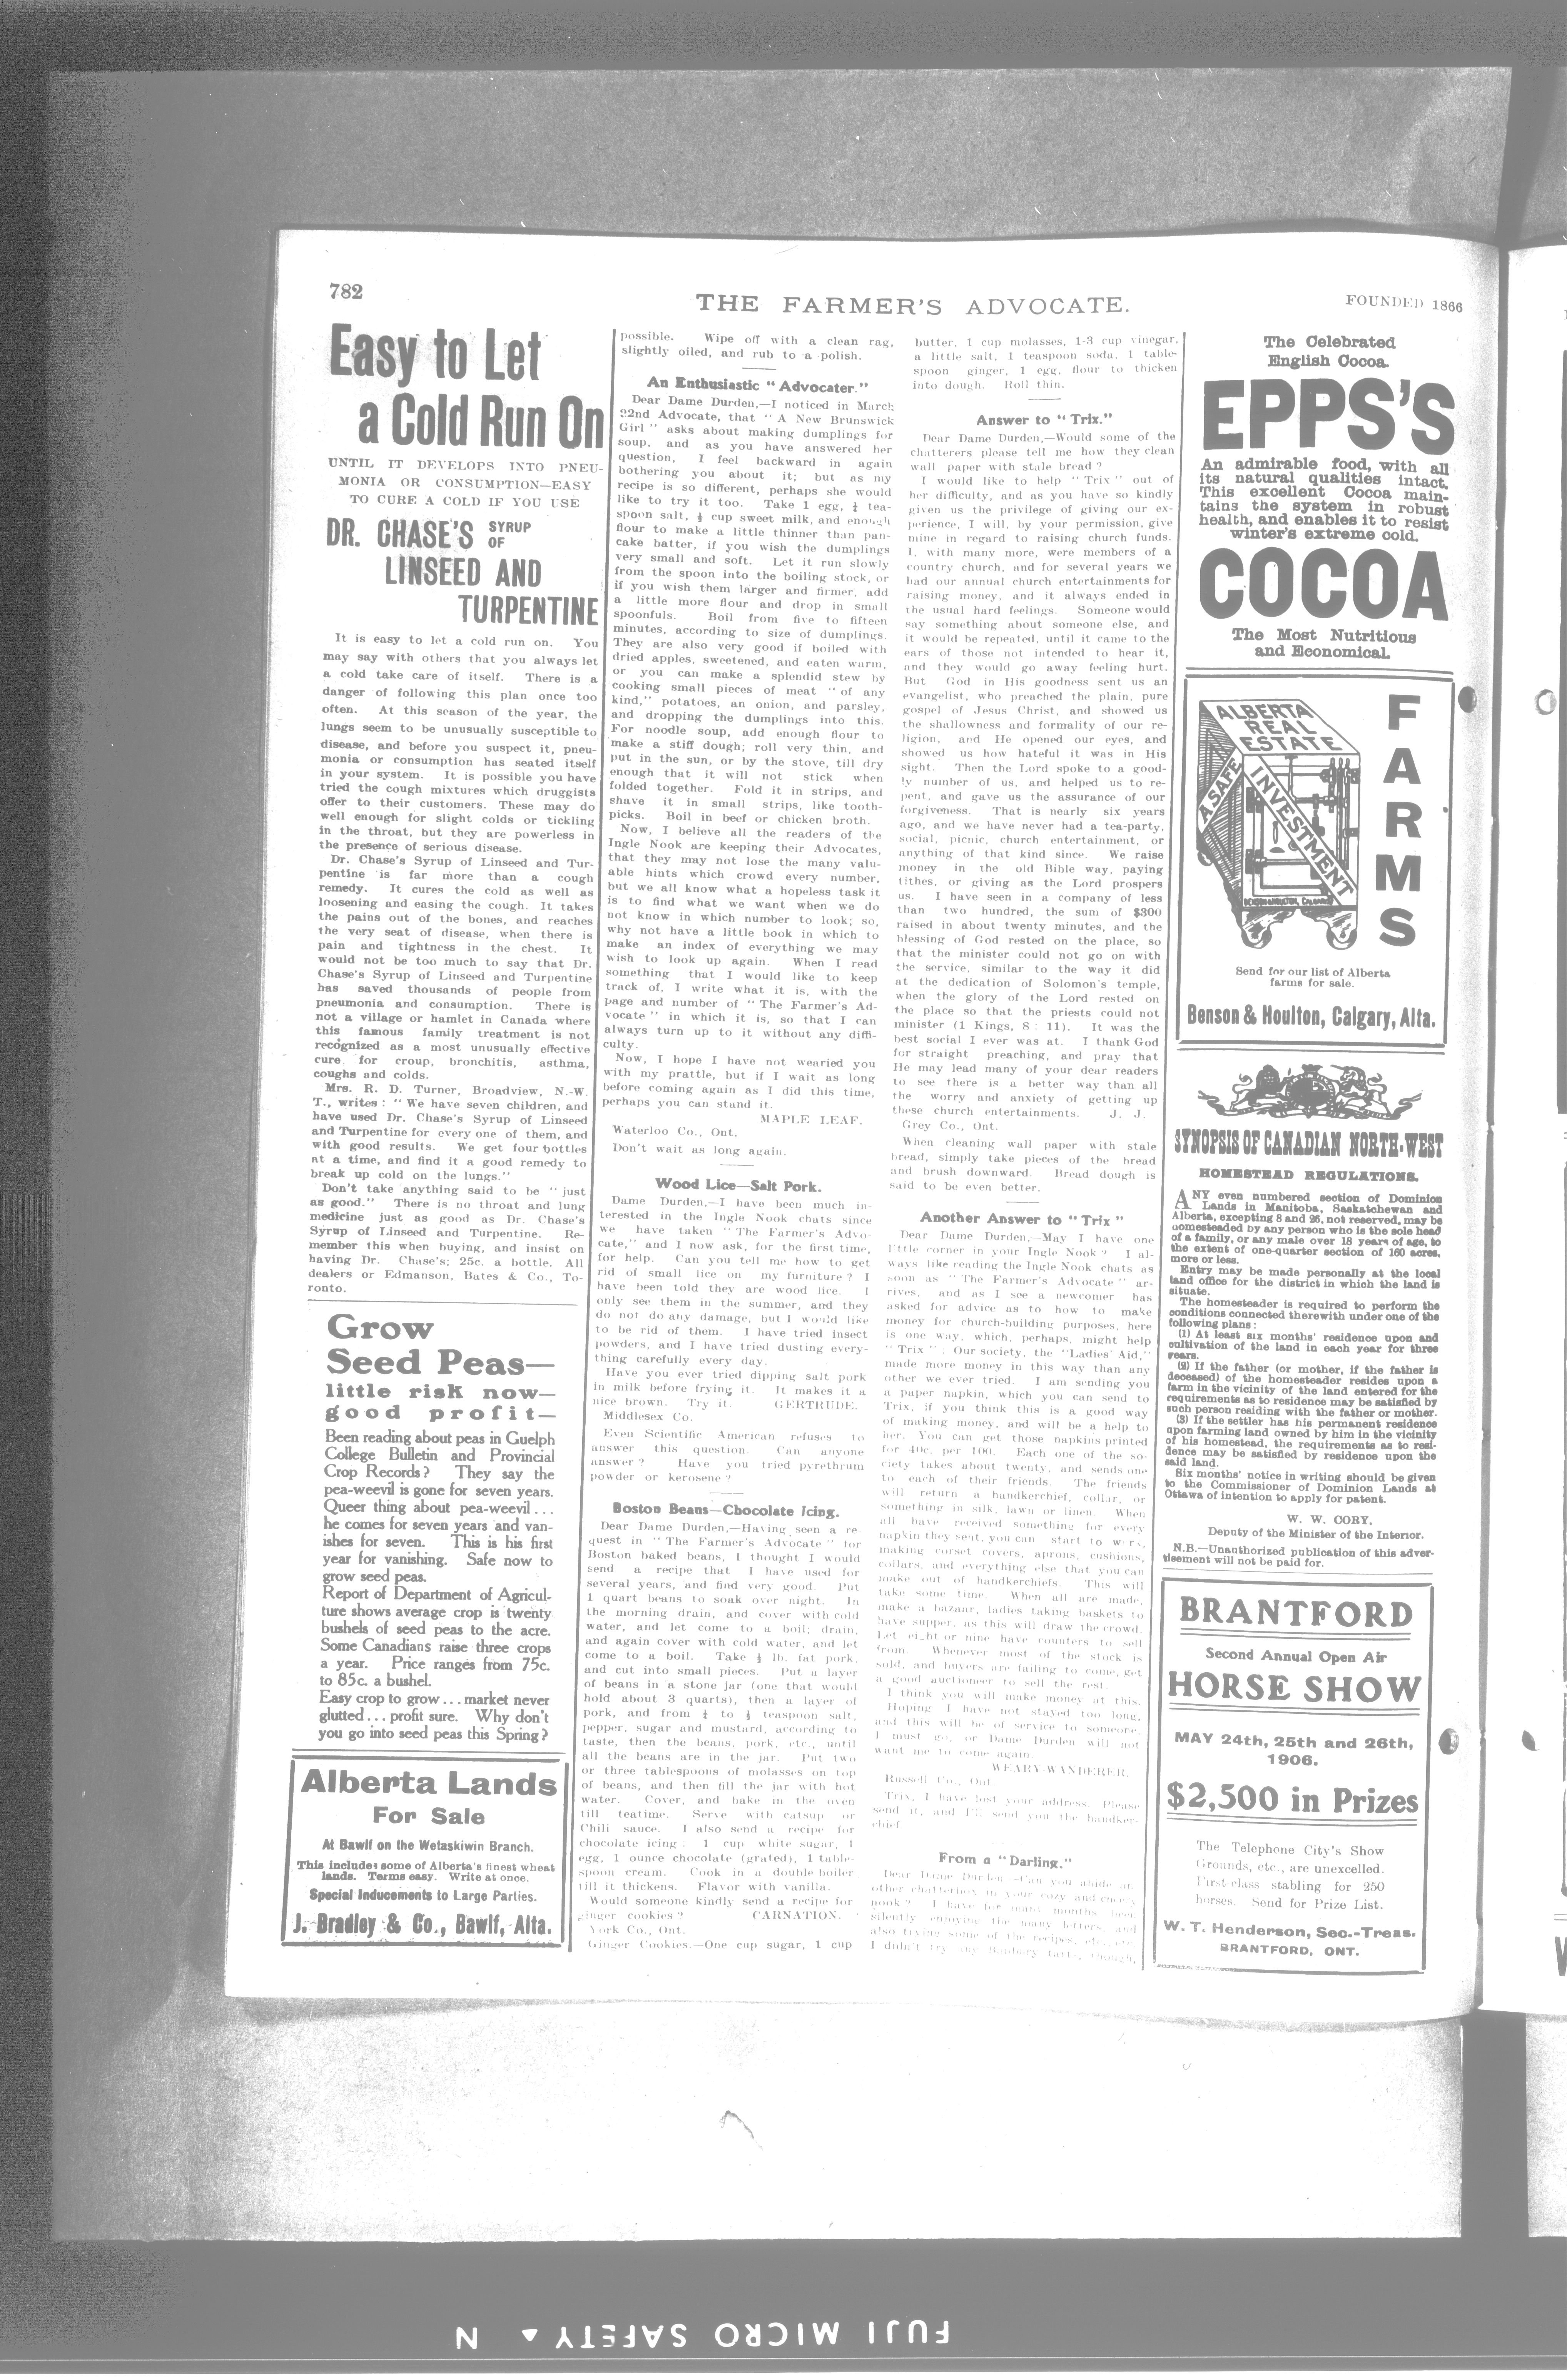 782
THE FARMER'S ADVOCATE.
FOUNDED 1866
Easy to Let
a Cold Run On
UNTIL IT DEVELOPS INTO PNEU-
MONIA OR CONSUMPTION—EASY
TO CURE A COLD IF YOU USE
DR. CHASE'S SYRUP OF
LINSEED AND
TURPENTINE
It is easy to let a cold run on. You
may say with others that you always let
a cold take care of itself. There is a
danger of following this plan once too
often. At this season of the year, the
lungs seem to be unusually susceptible to
disease, and before you suspect it, pneu-
monia or consumption has seated itself
in your system. It is possible you have
tried the cough mixtures which druggists
offer to their customers. These may do
well enough for slight colds or tickling
in the throat, but they are powerless in
the presence of serious disease.
Dr. Chase's Syrup of Linseed and Tur-
pentine is far more than a cough
remedy. It cures the cold as well as
loosening and easing the cough. It takes
the pains out of the bones, and reaches
the very seat of disease, when there is
pain and tightness in the chest. It
would not be too much to say that Dr.
Chase's Syrup of Linseed and Turpentine
has saved thousands of people from
pneumonia and consumption. There is
not a village or hamlet in Canada where
this famous family treatment is not
recognized as a most unusually effective
cure for croup, bronchitis, asthma,
coughs and colds.
Mrs. R. D. Turner, Broadview, N.-W.
T., writes: "We have seven children, and
have used Dr. Chase's Syrup of Linseed
and Turpentine for every one of them, and
with good results. We get four bottles
at a time, and find it a good remedy to
break up cold on the lungs."
Don't take anything said to be "just
as good." There is no throat and lung
medicine just as good as Dr. Chase's
Syrup of Linseed and Turpentine. Re-
member this when buying, and insist on
having Dr. Chase's; 25c. a bottle. All
dealers or Edmanson, Bates & Co., To-
ronto.
Grow
Seed Peas—
little risk now—
good profit—
Been reading about peas in Guelph
College Bulletin and Provincial
Crop Records? They say the
pea-weevil is gone for seven years.
Queer thing about pea-weevil...
he comes for seven years and van-
ishes for seven. This is his first
year for vanishing. Safe now to
grow seed peas.
Report of Department of Agricul-
ture shows average crop is twenty
bushels of seed peas to the acre.
Some Canadians raise three crops
a year. Price ranges from 75c.
to 85c. a bushel.
Easy crop to grow... market never
glutted... profit sure. Why don't
you go into seed peas this Spring?
Alberta Lands
For Sale
At Bawlf on the Wetaskiwin Branch.
This includes some of Alberta's finest wheat
lands. Terms easy. Write at once.
Special Inducements to Large Parties.
J. Bradley & Co., Bawlf, Alta.
possible. Wipe off with a clean rag,
slightly oiled, and rub to a polish.
An Enthusiastic "Advocater."
Dear Dame Durden,—I noticed in March
22nd Advocate, that "A New Brunswick
Girl" asks about making dumplings for
soup, and as you have answered her
question, I feel backward in again
bothering you about it; but as my
recipe is so different, perhaps she would
like to try it too. Take 1 egg, ¼ tea-
spoon salt, ½ cup sweet milk, and enough
flour to make a little thinner than pan-
cake batter, if you wish the dumplings
very small and soft. Let it run slowly
from the spoon into the boiling stock, or
if you wish them larger and firmer, add
a little more flour and drop in small
spoonfuls. Boil from five to fifteen
minutes, according to size of dumplings.
They are also very good if boiled with
dried apples, sweetened, and eaten warm,
or you can make a splendid stew by
cooking small pieces of meat "of any
kind," potatoes, an onion, and parsley,
and dropping the dumplings into this.
For noodle soup, add enough flour to
make a stiff dough; roll very thin, and
put in the sun, or by the stove, till dry
enough that it will not stick when
folded together. Fold it in strips, and
shave it in small strips, like tooth-
picks. Boil in beef or chicken broth.
Now, I believe all the readers of the
Ingle Nook are keeping their Advocates,
that they may not lose the many valu-
able hints which crowd every number,
but we all know what a hopeless task it
is to find what we want when we do
not know in which number to look; so,
why not have a little book in which to
make an index of everything we may
wish to look up again. When I read
something that I would like to keep
track of, I write what it is, with the
page and number of "The Farmer's Ad-
vocate" in which it is, so that I can
always turn up to it without any diffi-
culty.
Now, I hope I have not wearied you
with my prattle, but if I wait as long
before coming again as I did this time,
perhaps you can stand it.
MAPLE LEAF.
Waterloo Co., Ont.
Don't wait as long again.
Wood Lice—Salt Pork.
Dame Durden,—I have been much in-
terested in the Ingle Nook chats since
we have taken "The Farmer's Advo-
cate," and I now ask, for the first time,
for help. Can you tell me how to get
rid of small lice on my furniture? I
have been told they are wood lice. I
only see them in the summer, and they
do not do any damage, but I would like
to be rid of them. I have tried insect
powders, and I have tried dusting every-
thing carefully every day.
Have you ever tried dipping salt pork
in milk before frying it. It makes it a
nice brown. Try it. GERTRUDE.
Middlesex Co.
Even Scientific American refuses to
answer this question. Can anyone
answer? Have you tried pyrethrum
powder or kerosene?
Boston Beans—Chocolate Icing.
Dear Dame Durden,—Having seen a re-
quest in "The Farmer's Advocate" for
Boston baked beans, I thought I would
send a recipe that I have used for
several years, and find very good. Put
1 quart beans to soak over night. In
the morning drain, and cover with cold
water, and let come to a boil; drain,
and again cover with cold water, and let
come to a boil. Take ½ lb. fat pork,
and cut into small pieces. Put a layer
of beans in a stone jar (one that would
hold about 3 quarts), then a layer of
pork, and from ¼ to ½ teaspoon salt,
pepper, sugar and mustard, according to
taste, then the beans, pork, etc., until
all the beans are in the jar. Put two
or three tablespoons of molasses on top
of beans, and then fill the jar with hot
water. Cover, and bake in the oven
till teatime. Serve with catsup or
Chili sauce. I also send a recipe for
chocolate icing: 1 cup white sugar, 1
egg, 1 ounce chocolate (grated), 1 table-
spoon cream. Cook in a double boiler
till it thickens. Flavor with vanilla.
Would someone kindly send a recipe for
ginger cookies? CARNATION.
York Co., Ont.
Ginger Cookies.—One cup sugar, 1 cup
butter, 1 cup molasses, 1-3 cup vinegar,
a little salt, 1 teaspoon soda, 1 table-
spoon ginger, 1 egg, flour to thicken
into dough. Roll thin.
Answer to "Trix."
Dear Dame Durden,—Would some of the
chatterers please tell me how they clean
wall paper with stale bread?
I would like to help "Trix" out of
her difficulty, and as you have so kindly
given us the privilege of giving our ex-
perience, I will, by your permission, give
mine in regard to raising church funds.
I, with many more, were members of a
country church, and for several years we
had our annual church entertainments for
raising money, and it always ended in
the usual hard feelings. Someone would
say something about someone else, and
it would be repeated, until it came to the
ears of those not intended to hear it,
and they would go away feeling hurt.
But God in His goodness sent us an
evangelist, who preached the plain, pure
gospel of Jesus Christ, and showed us
the shallowness and formality of our re-
ligion, and He opened our eyes, and
showed us how hateful it was in His
sight. Then the Lord spoke to a good-
ly number of us, and helped us to re-
pent, and gave us the assurance of our
forgiveness. That is nearly six years
ago, and we have never had a tea-party,
social, picnic, church entertainment, or
anything of that kind since. We raise
money in the old Bible way, paying
tithes, or giving as the Lord prospers
us. I have seen in a company of less
than two hundred, the sum of $300
raised in about twenty minutes, and the
blessing of God rested on the place, so
that the minister could not go on with
the service, similar to the way it did
at the dedication of Solomon's temple,
when the glory of the Lord rested on
the place so that the priests could not
minister (1 Kings, 8: 11). It was the
best social I ever was at. I thank God
for straight preaching, and pray that
He may lead many of your dear readers
to see there is a better way than all
the worry and anxiety of getting up
these church entertainments. J. J.
Grey Co., Ont.
When cleaning wall paper with stale
bread, simply take pieces of the bread
and brush downward. Bread dough is
said to be even better.
Another Answer to "Trix"
Dear Dame Durden,—May I have one
little corner in your Ingle Nook? I al-
ways like reading the Ingle Nook chats as
soon as "The Farmer's Advocate" ar-
rives, and as I see a newcomer has
asked for advice as to how to make
money for church-building purposes, here
is one way, which, perhaps, might help
"Trix": Our society, the "Ladies' Aid,"
made more money in this way than any
other we ever tried. I am sending you
a paper napkin, which you can send to
Trix, if you think this is a good way
of making money, and will be a help to
her. You can get those napkins printed
for 40c. per 100. Each one of the so-
ciety takes about twenty, and sends one
to each of their friends. The friends
will return a handkerchief, collar, or
something in silk, lawn or linen. When
all have received something for every
napkin they sent, you can start to work,
making corset covers, aprons, cushions,
collars, and everything else that you can
make out of handkerchiefs. This will
take some time. When all are made,
make a bazaar, ladies taking baskets to
have supper, as this will draw the crowd.
Let eight or nine have counters to sell
from. Whenever most of the stock is
sold, and buyers are failing to come, get
a good auctioneer to sell the rest.
I think you will make money at this.
Hoping I have not stayed too long,
and this will be of service to someone,
I must go, or Dame Durden will not
want me to come again.
WEARY WANDERER.
Russell Co., Ont.
Trix, I have lost your address. Please
send it, and I'll send you the handker-
chief.
From a "Darling."
Dear Dame Durden,—Can you abide an-
other chatterbox in your cozy and cheery
nook? I have for many months been
silently enjoying the many letters, and
also trying some of the recipes, etc., etc.
I didn't try any Banbury tarts, though,
The Celebrated
English Cocoa.
EPPS'S
An admirable food, with all
its natural qualities intact.
This excellent Cocoa main-
tains the system in robust
health, and enables it to resist
winter's extreme cold.
COCOA
The Most Nutritious
and Economical.
ALBERTA
REAL
ESTATE
A SAFE
INVESTMENT
BENSON & HOULTON, CALGARY
FARMS
Send for our list of Alberta
farms for sale.
Benson & Houlton, Calgary, Alta.
SYNOPSIS OF CANADIAN NORTH-WEST
HOMESTEAD REGULATIONS.
ANY even numbered section of Dominion
Lands in Manitoba, Saskatchewan and
Alberta, excepting 8 and 26, not reserved, may be
homesteaded by any person who is the sole head
of a family, or any male over 18 years of age, to
the extent of one-quarter section of 160 acres,
more or less.
Entry may be made personally at the local
land office for the district in which the land is
situate.
The homesteader is required to perform the
conditions connected therewith under one of the
following plans:
(1) At least six months' residence upon and
cultivation of the land in each year for three
years.
(2) If the father (or mother, if the father is
deceased) of the homesteader resides upon a
farm in the vicinity of the land entered for the
requirements as to residence may be satisfied by
such person residing with the father or mother.
(3) If the settler has his permanent residence
upon farming land owned by him in the vicinity
of his homestead, the requirements as to resi-
dence may be satisfied by residence upon the
said land.
Six months' notice in writing should be given
to the Commissioner of Dominion Lands at
Ottawa of intention to apply for patent.
W. W. CORY,
Deputy of the Minister of the Interior.
N.B.—Unauthorized publication of this adver-
tisement will not be paid for.
BRANTFORD
Second Annual Open Air
HORSE SHOW
MAY 24th, 25th and 26th,
1906.
$2,500 in Prizes
The Telephone City's Show
Grounds, etc., are unexcelled.
First-class stabling for 250
horses. Send for Prize List.
W. T. Henderson, Sec.-Treas.
BRANTFORD, ONT.
FUJI MICRO SAFETY N